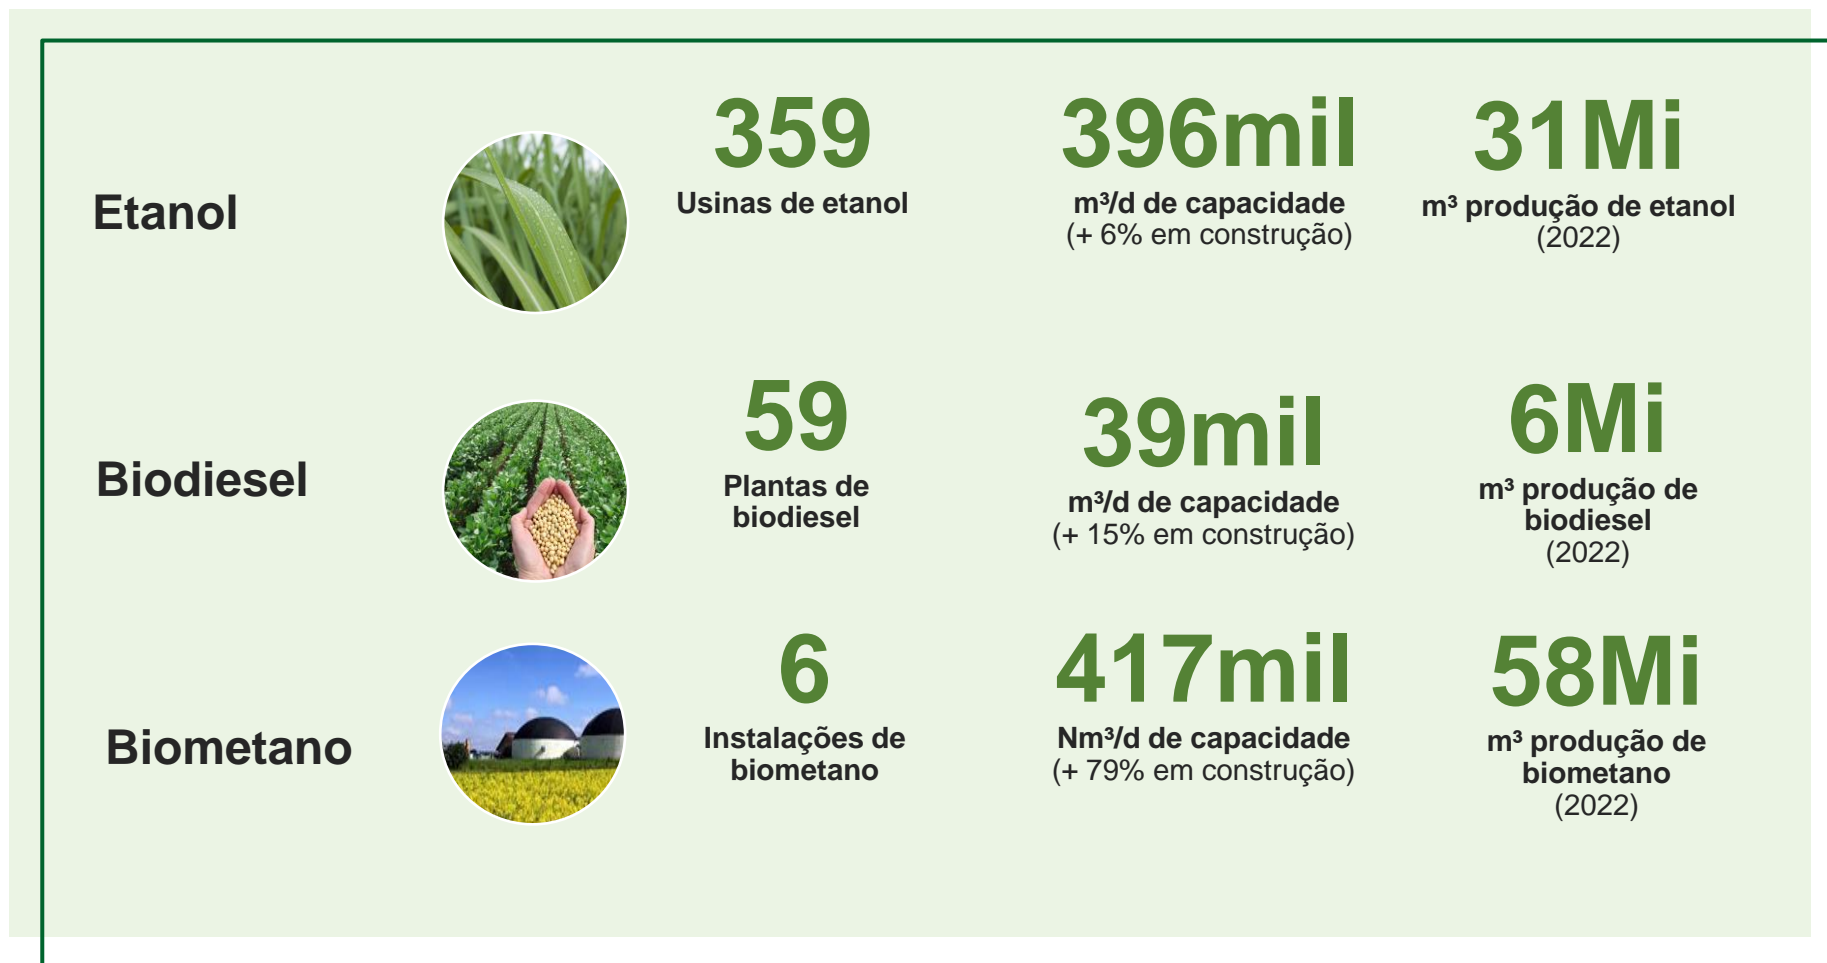 Etanol
359
Usinas de etanol
396mil
m³/d de capacidade
(+ 6% em construção)
31Mi
m³ produção de etanol
(2022)
Biodiesel
59
Plantas de
biodiesel
39mil
m³/d de capacidade
(+ 15% em construção)
6Mi
m³ produção de
biodiesel
(2022)
Biometano
6
Instalações de
biometano
417mil
Nm³/d de capacidade
(+ 79% em construção)
58Mi
m³ produção de
biometano
(2022)